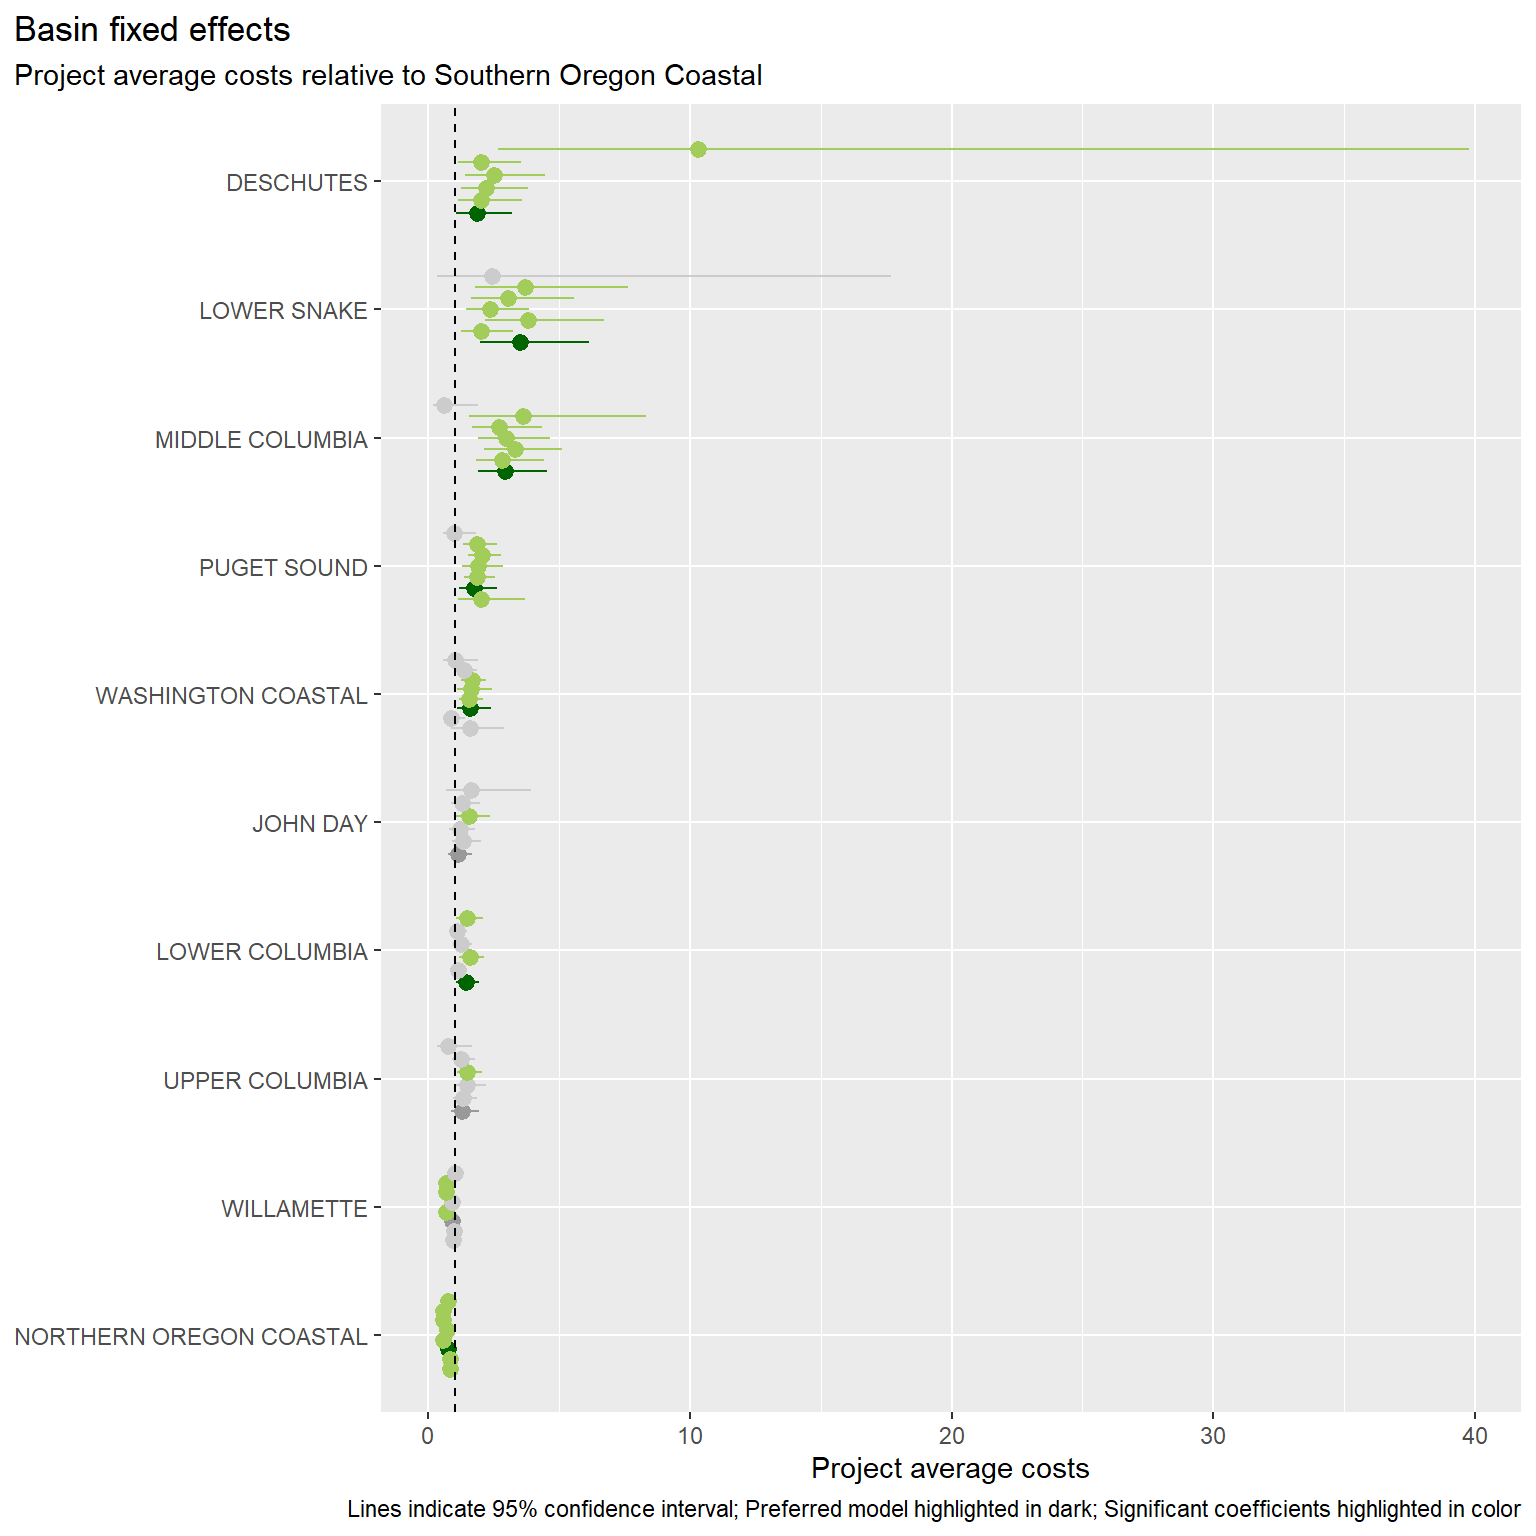 Basin fixed effects
Project average costs relative to Southern Oregon Coastal
DESCHUTES
LOWER SNAKE
MIDDLE COLUMBIA
PUGET SOUND
WASHINGTON COASTAL
JOHN DAY
LOWER COLUMBIA
UPPER COLUMBIA
WILLAMETTE
NORTHERN OREGON COASTAL
0 10 20 30 40
Project average costs
Lines indicate 95% confidence interval; Preferred model highlighted in dark; Significant coefficients highlighted in color